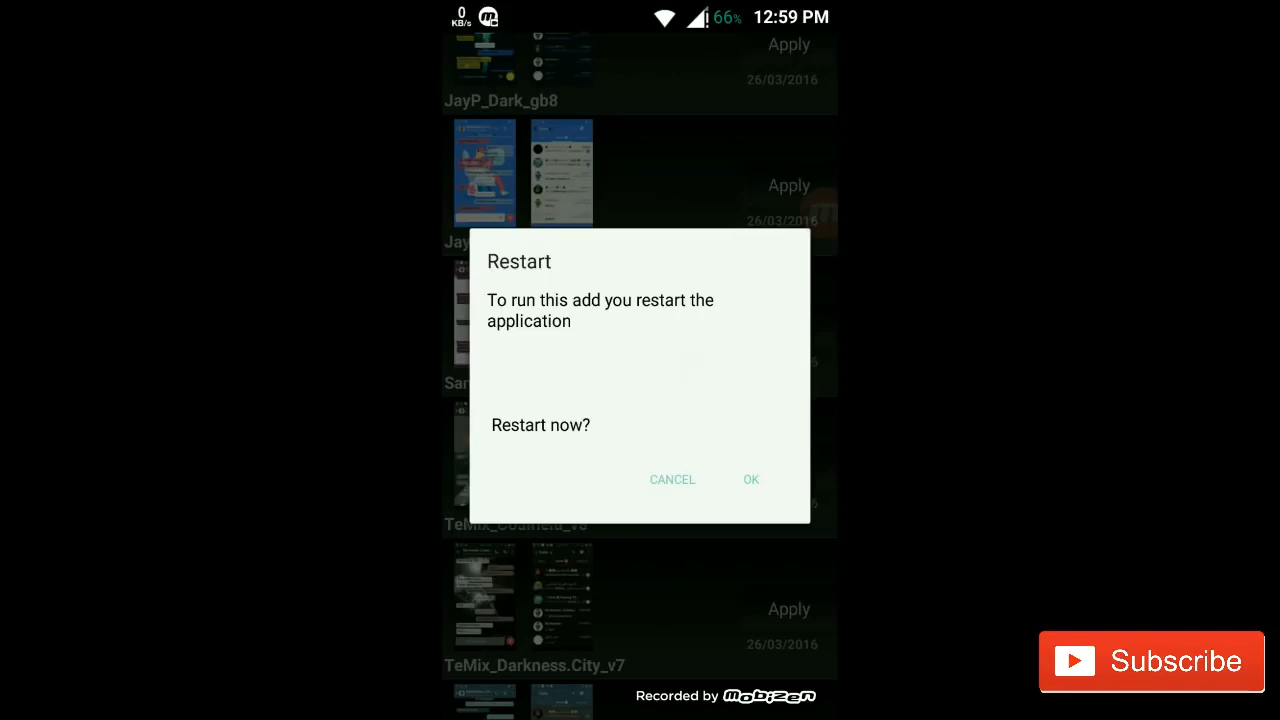 0
KB/s
66%
12:59 PM
Apply
26/03/2016
JayP_Dark_gb8
Apply
26/03/2016
Jay
Restart
To run this add you restart the
application
San
Restart now?
CANCEL
OK
Apply
26/03/2016
TeMix_Darkness.City_v7
Subscribe
Recorded by Mobizen